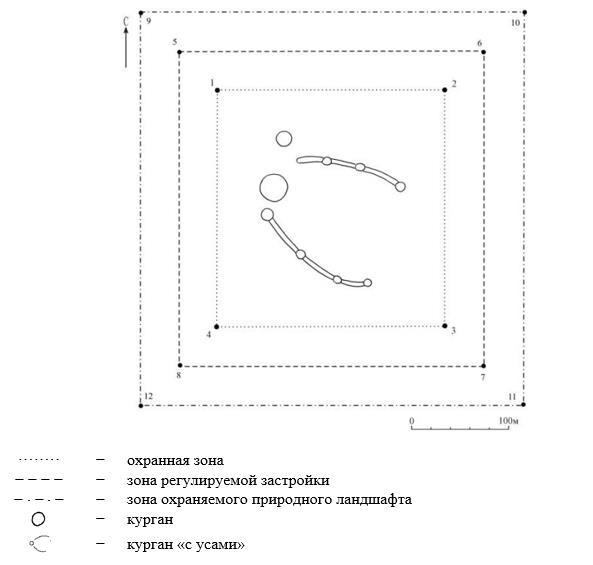 9
10
С
5
6
1
2
4
3
8
7
12
11
0
100м
– охранная зона
– зона регулируемой застройки
– зона охраняемого природного ландшафта
– курган
– курган «с усами»